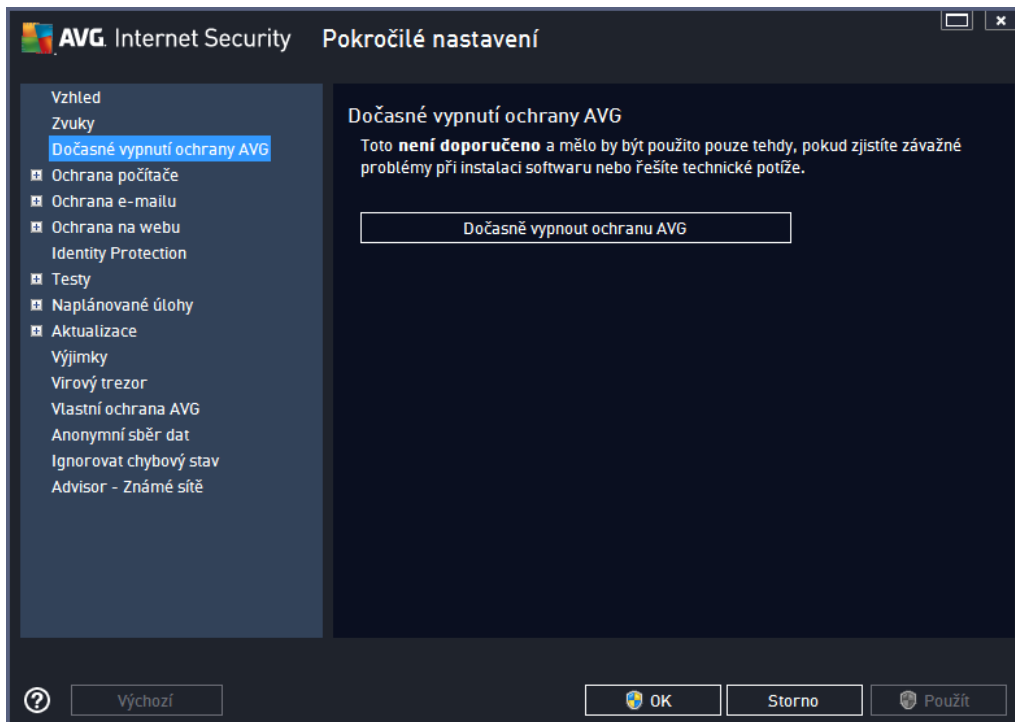 AVG. Internet Security
Pokročilé nastavení
Vzhled
Zvuky
Dočasné vypnutí ochrany AVG
Ochrana počítače
Ochrana e-mailu
Ochrana na webu
Identity Protection
Testy
Naplánované úlohy
Aktualizace
Výjimky
Virový trezor
Vlastní ochrana AVG
Anonymní sběr dat
Ignorovat chybový stav
Advisor - Známé sítě
Dočasné vypnutí ochrany AVG
Toto není doporučeno a mělo by být použito pouze tehdy, pokud zjistíte závažné
problémy při instalaci softwaru nebo řešíte technické potíže.
Dočasně vypnout ochranu AVG
Výchozí
OK
Storno
Použít